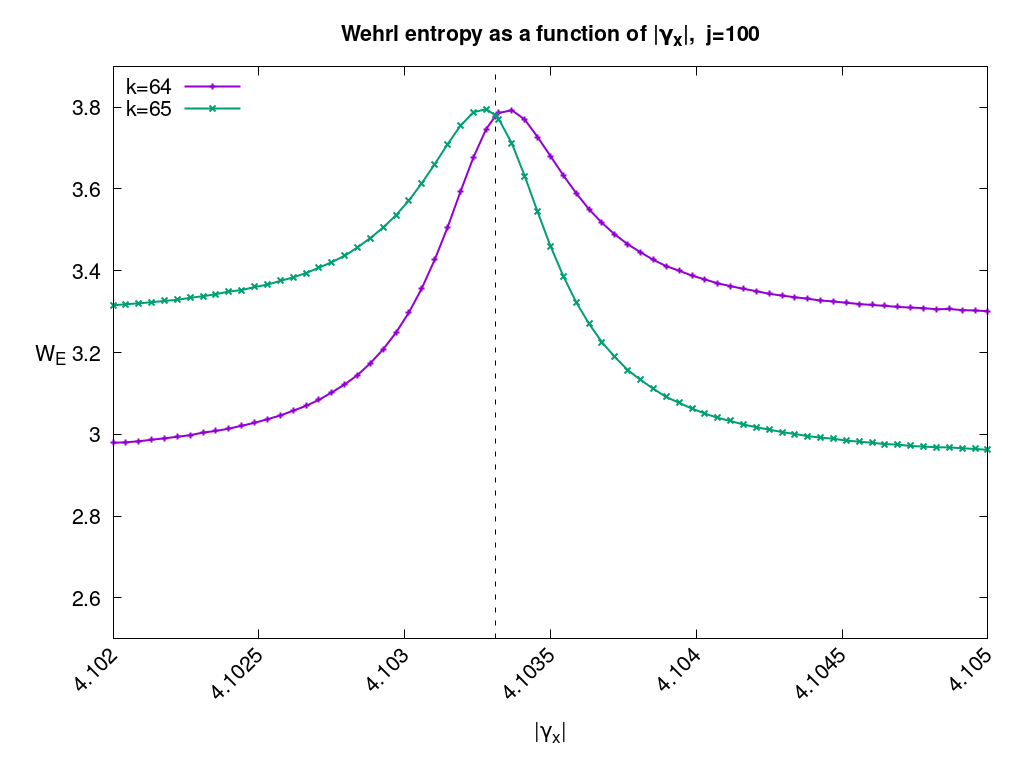 Wehrl entropy as a function of |γₓ|, j=100
k=64
k=65
3.8
3.6
3.4
3.2
3
2.8
2.6
W_E
4.102
4.1025
4.103
4.1035
4.104
4.1045
4.105
|γₓ|